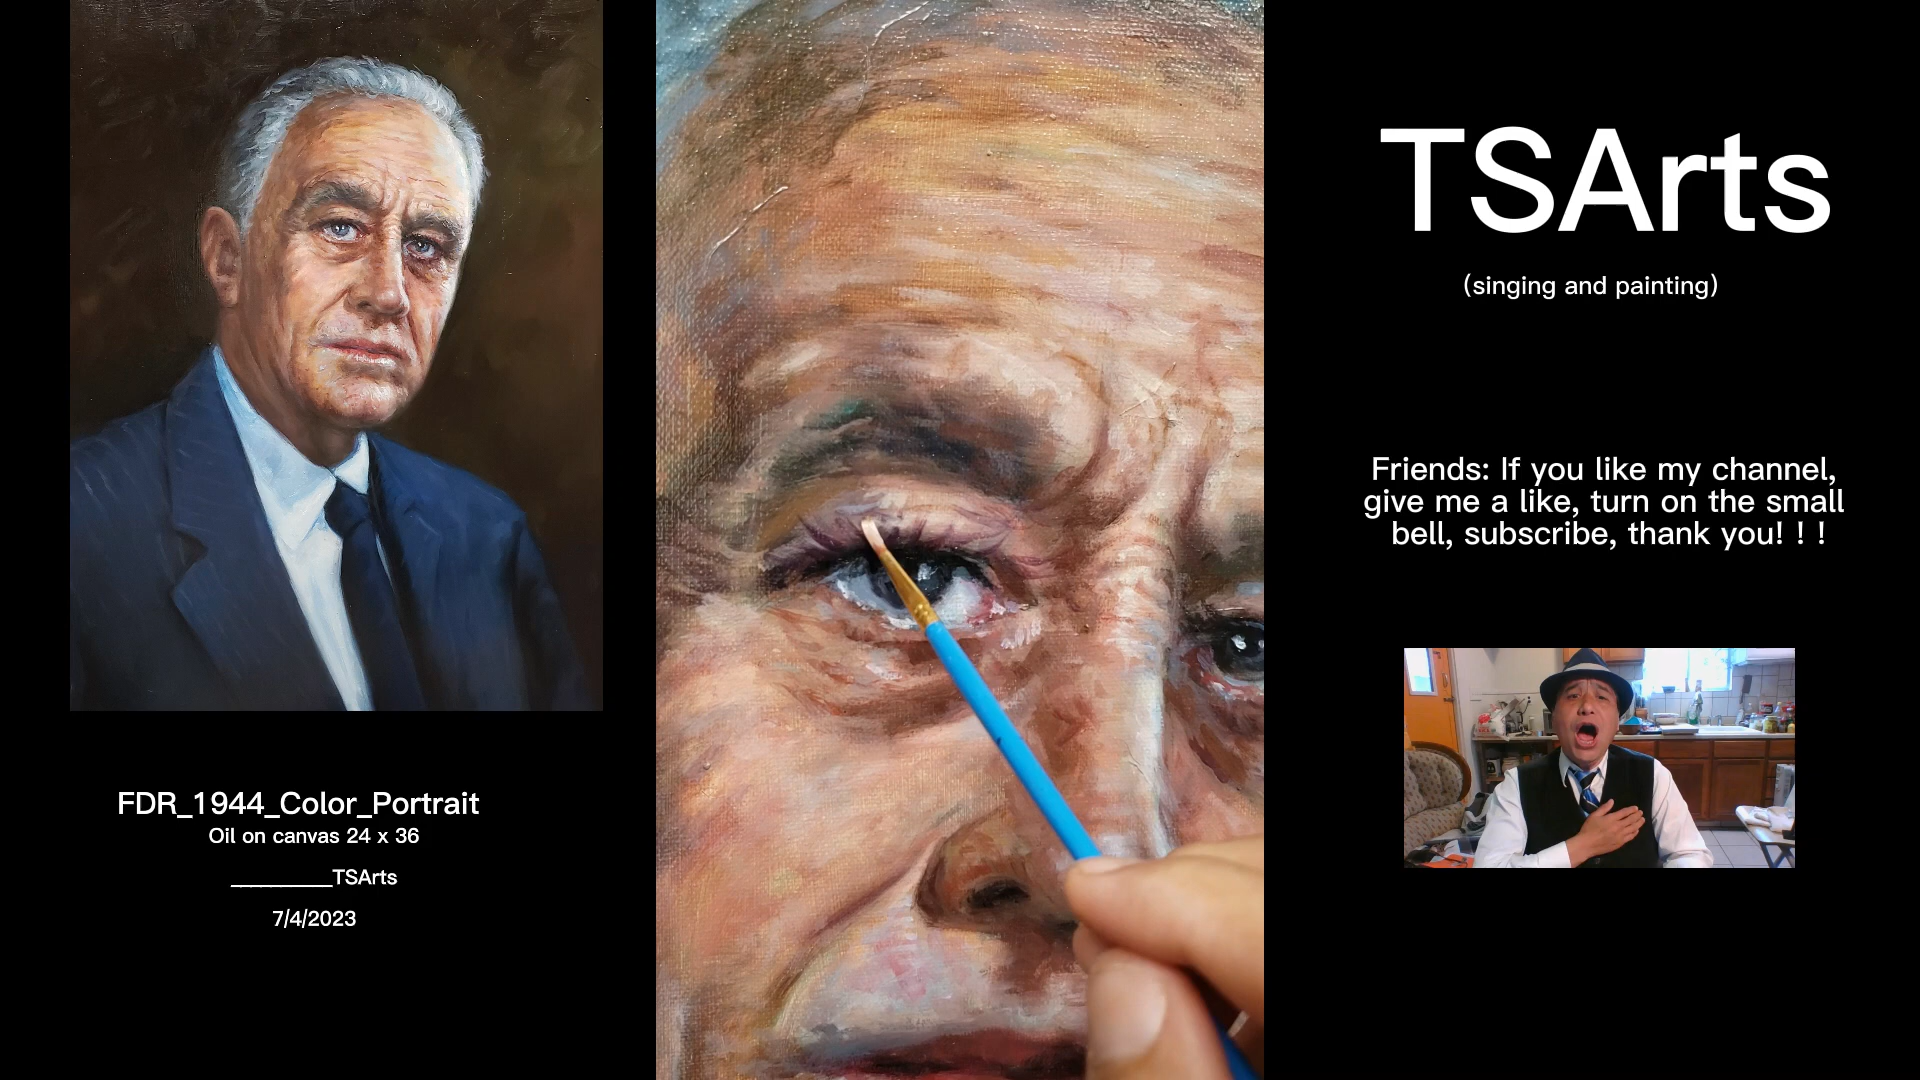 TSArts
(singing and painting)
Friends: If you like my channel,
give me a like, turn on the small
bell, subscribe, thank you! ! !
FDR_1944_Color_Portrait
Oil on canvas 24 x 36
__________TSArts
7/4/2023